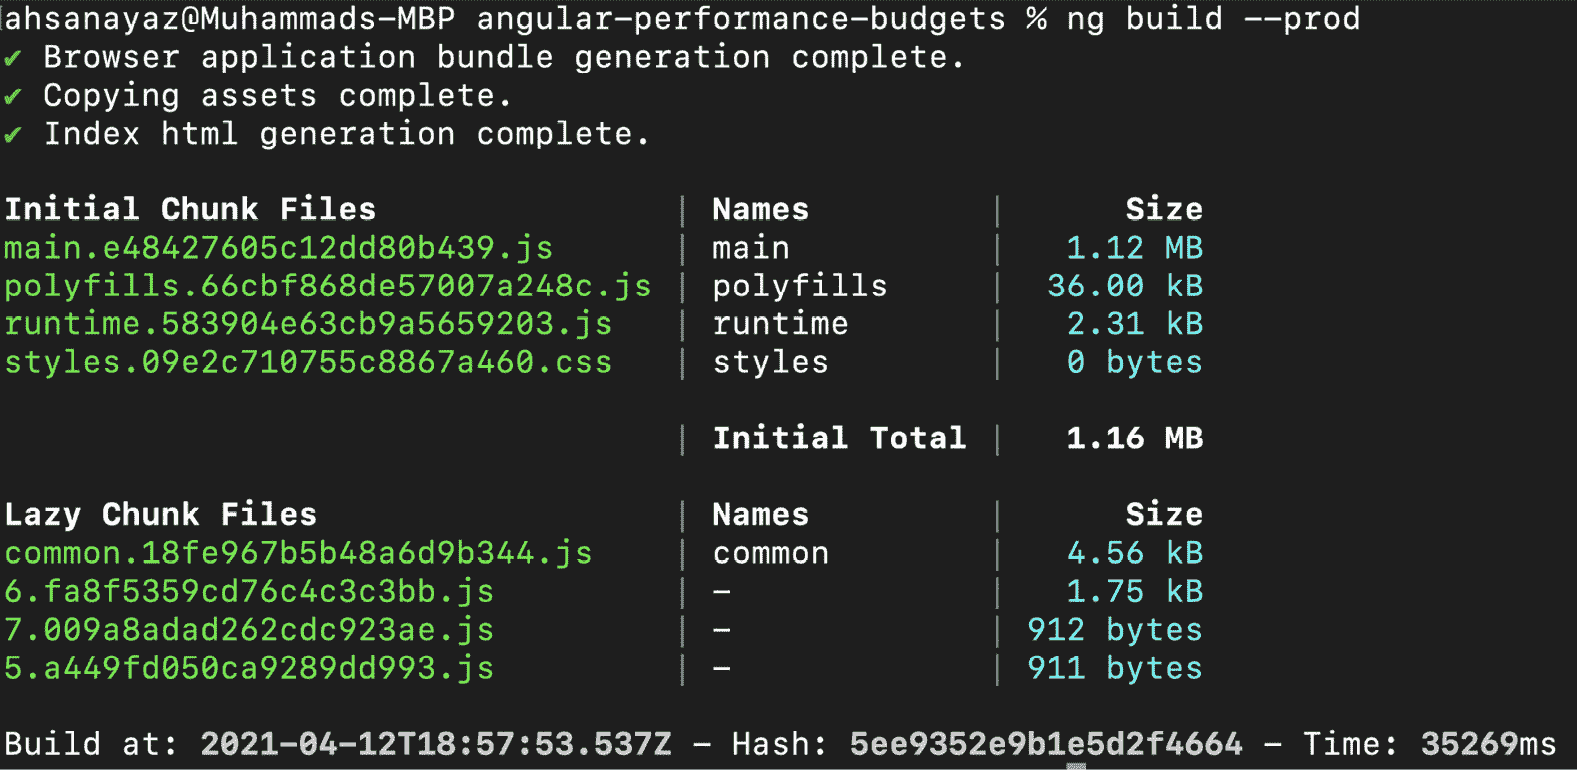 ahsanayaz@Muhammads-MBP angular-performance-budgets % ng build --prod
✔ Browser application bundle generation complete.
✔ Copying assets complete.
✔ Index html generation complete.
Initial Chunk Files | Names | Size
main.e48427605c12dd80b439.js | main | 1.12 MB
polyfills.66cbf868de57007a248c.js | polyfills | 36.00 kB
runtime.583904e63cb9a5659203.js | runtime | 2.31 kB
styles.09e2c710755c8867a460.css | styles | 0 bytes
| Initial Total | 1.16 MB
Lazy Chunk Files | Names | Size
common.18fe967b5b48a6d9b344.js | common | 4.56 kB
6.fa8f5359cd76c4c3c3bb.js | – | 1.75 kB
7.009a8adad262cdc923ae.js | – | 912 bytes
5.a449fd050ca9289dd993.js | – | 911 bytes
Build at: 2021-04-12T18:57:53.537Z – Hash: 5ee9352e9b1e5d2f4664 – Time: 35269ms